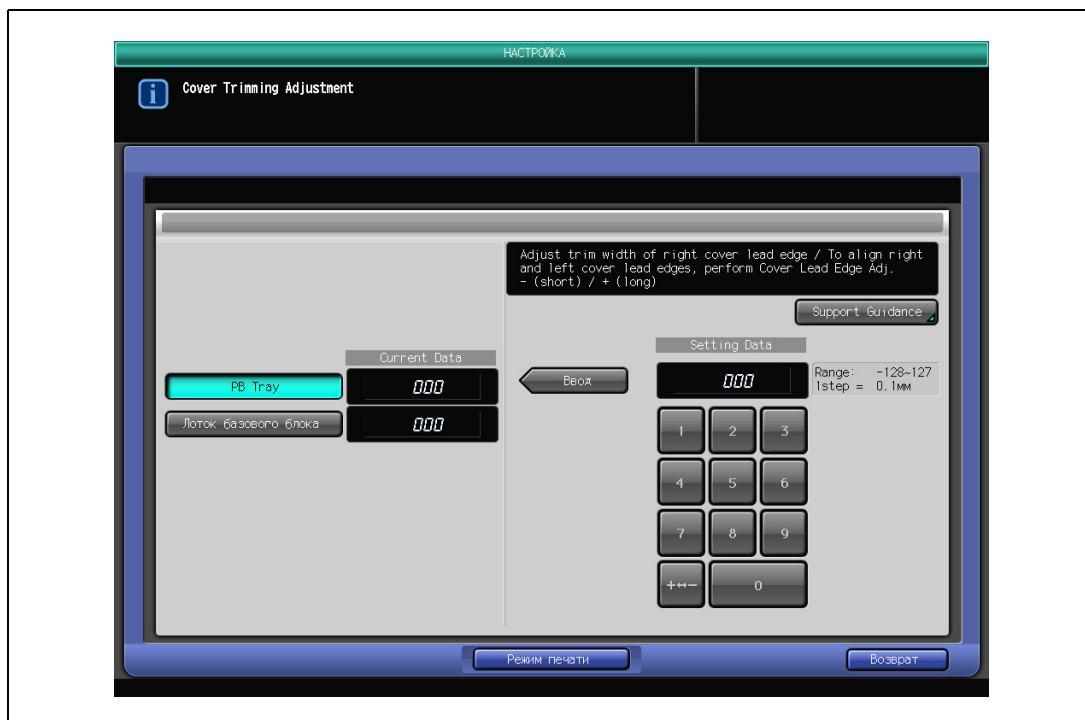 НАСТРОЙКА
Cover Trimming Adjustment
Adjust trim width of right cover lead edge / To align right
and left cover lead edges, perform Cover Lead Edge Adj.
- (short) / + (long)
Support Guidance
Current Data
Setting Data
PB Tray
000
Ввод
000
Range: -128~127
1step = 0.1мм
Лоток базового блока
000
1 2 3
4 5 6
7 8 9
+↔- 0
Режим печати
Возврат